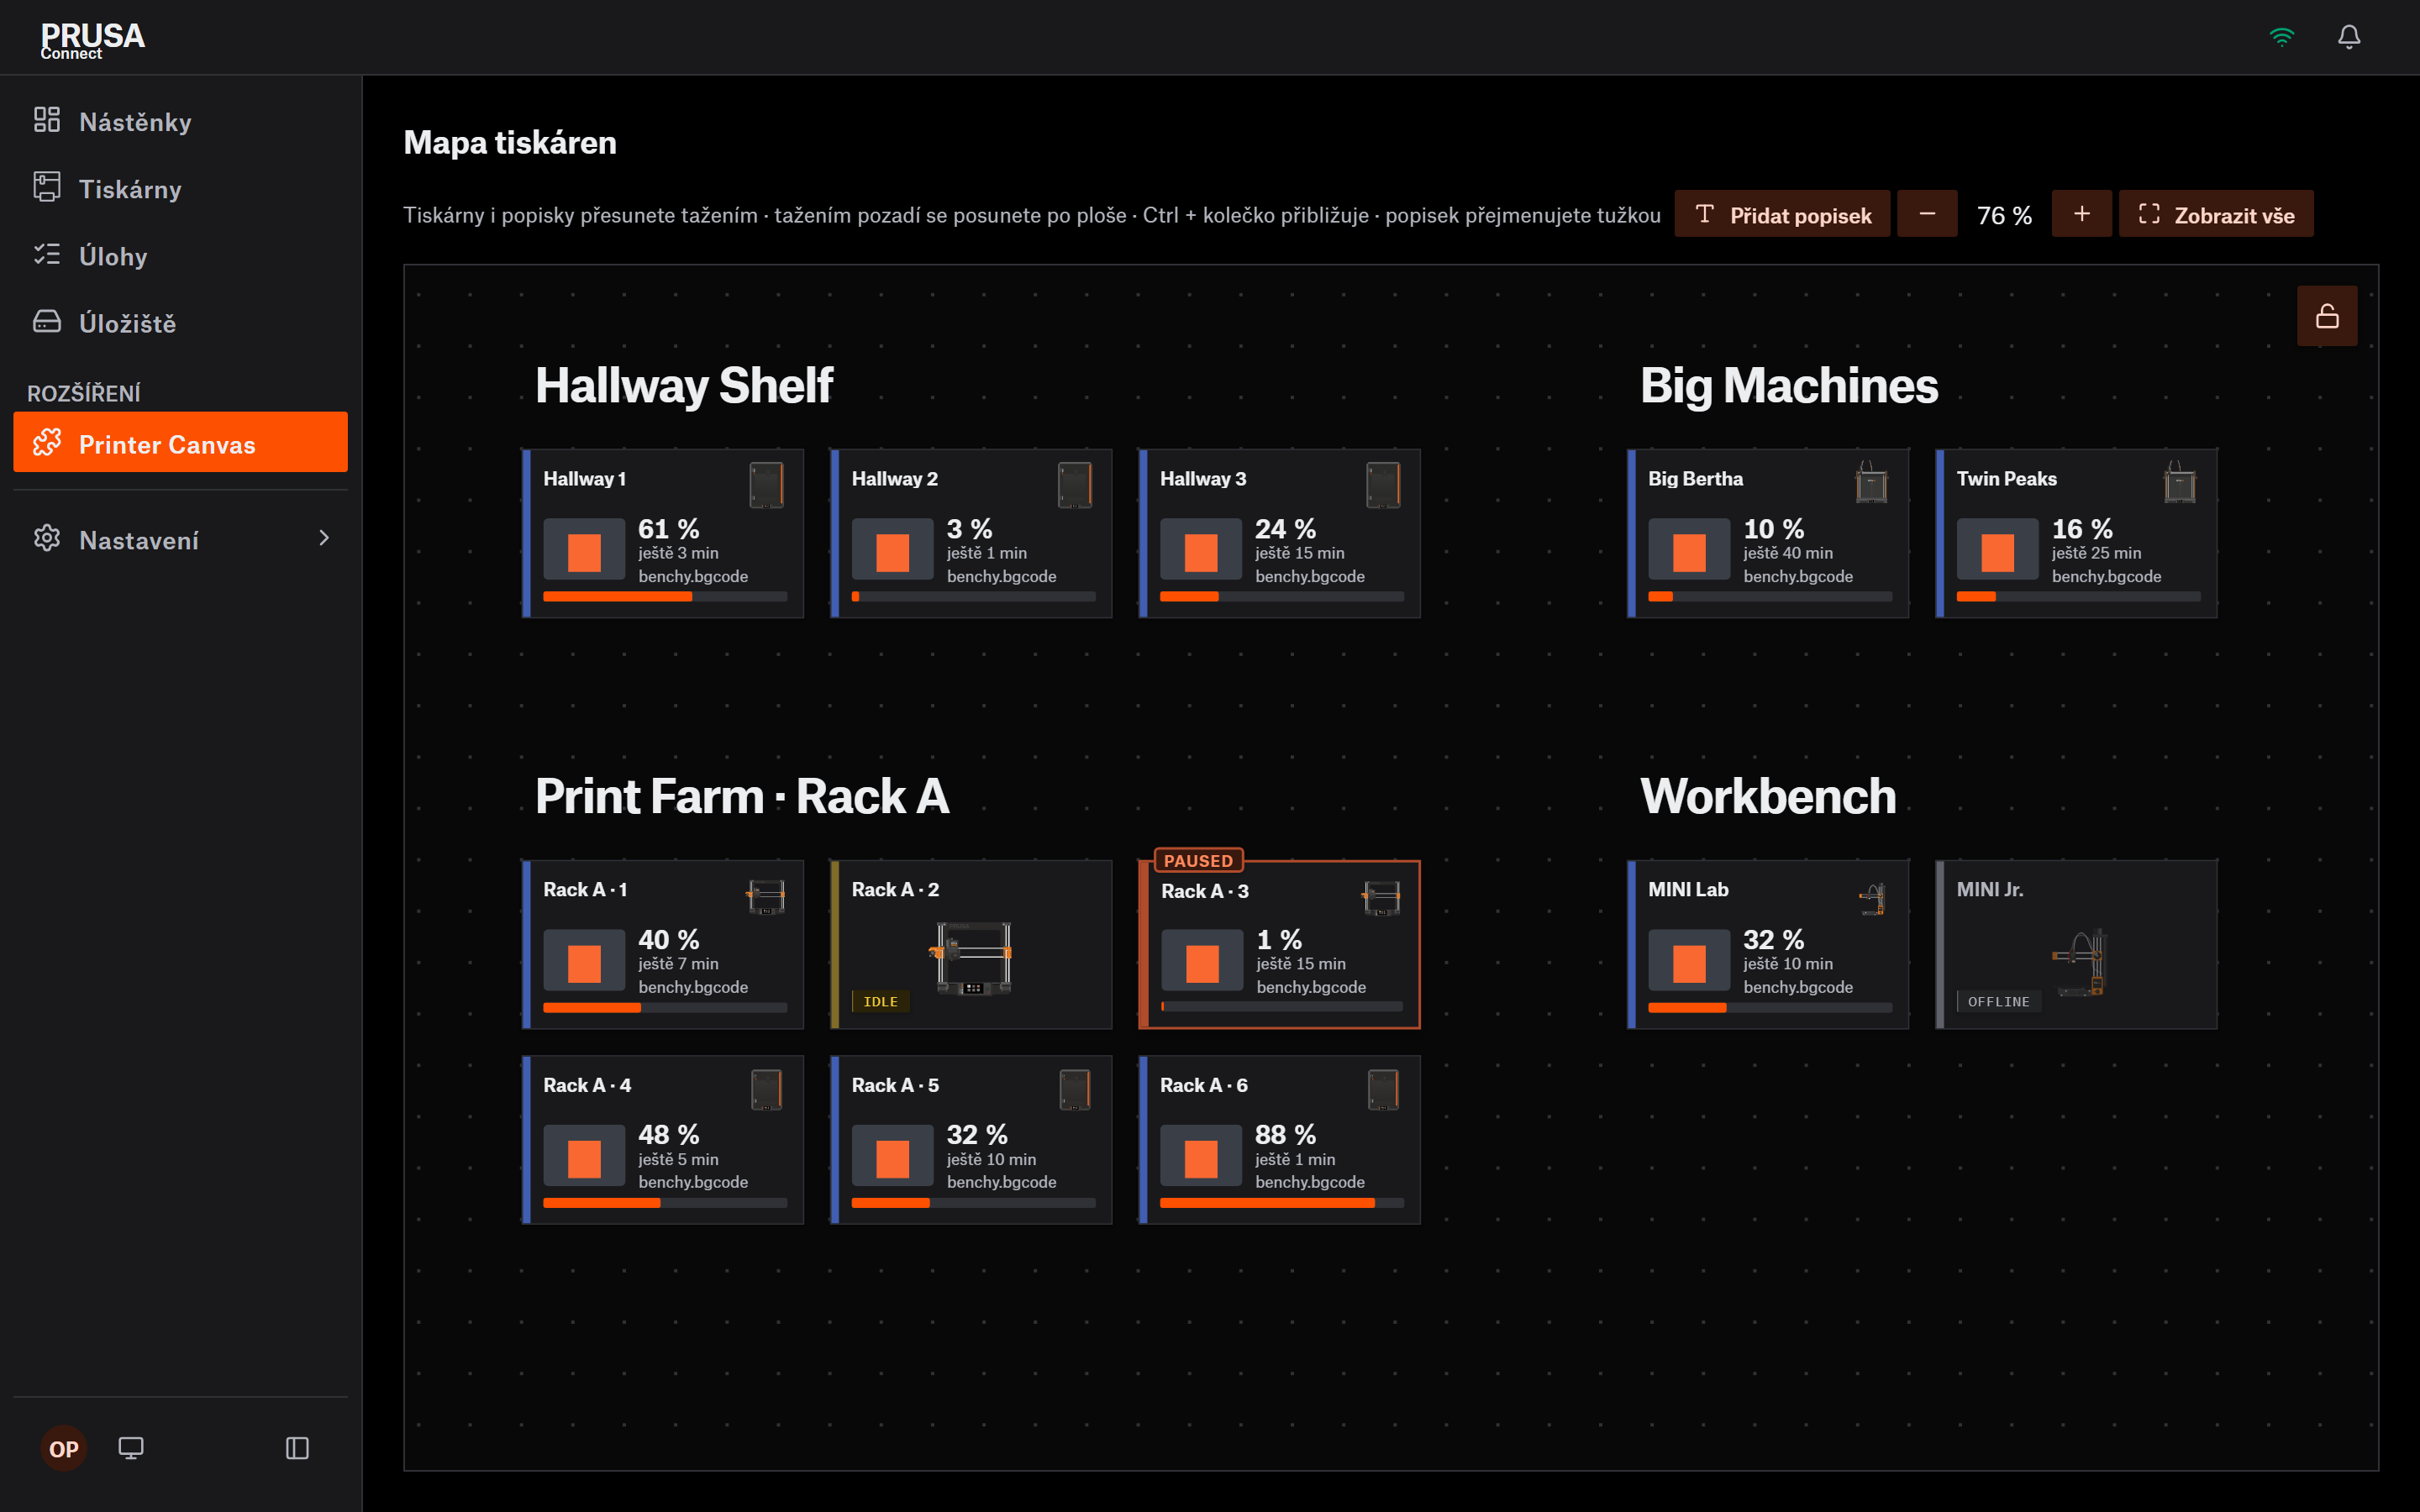 PRUSA
Connect
Nástěnky
Tiskárny
Úlohy
Úložiště
ROZŠÍŘENÍ
Printer Canvas
Nastavení
OP
Mapa tiskáren
Tiskárny i popisky přesunete tažením · tažením pozadí se posunete po ploše · Ctrl + kolečko přibližuje · popisek přejmenujete tužkou
Přidat popisek
76 %
Zobrazit vše
Hallway Shelf
Hallway 1
61 %
ještě 3 min
benchy.bgcode
Hallway 2
3 %
ještě 1 min
benchy.bgcode
Hallway 3
24 %
ještě 15 min
benchy.bgcode
Big Machines
Big Bertha
10 %
ještě 40 min
benchy.bgcode
Twin Peaks
16 %
ještě 25 min
benchy.bgcode
Print Farm · Rack A
Rack A · 1
40 %
ještě 7 min
benchy.bgcode
Rack A · 2
IDLE
PAUSED
Rack A · 3
1 %
ještě 15 min
benchy.bgcode
Rack A · 4
48 %
ještě 5 min
benchy.bgcode
Rack A · 5
32 %
ještě 10 min
benchy.bgcode
Rack A · 6
88 %
ještě 1 min
benchy.bgcode
Workbench
MINI Lab
32 %
ještě 10 min
benchy.bgcode
MINI Jr.
OFFLINE